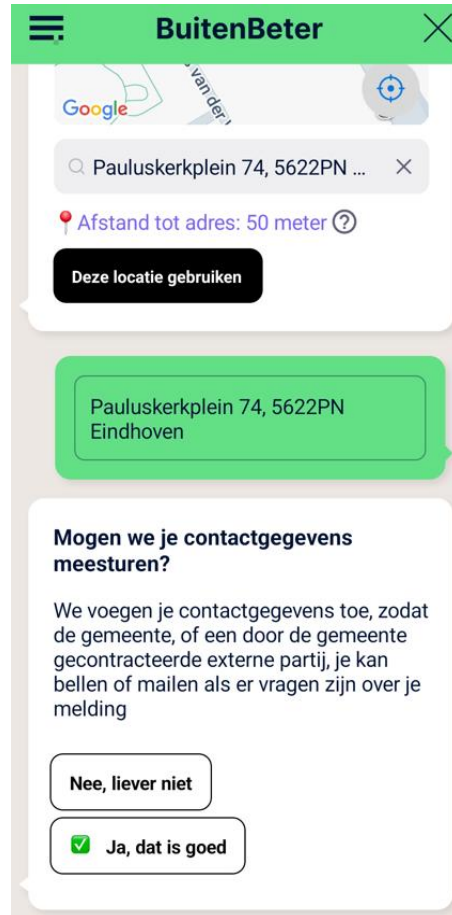 BuitenBeter
s van der
Google
Pauluskerkplein 74, 5622PN ...
Afstand tot adres: 50 meter ?
Deze locatie gebruiken
Pauluskerkplein 74, 5622PN
Eindhoven
Mogen we je contactgegevens
meesturen?
We voegen je contactgegevens toe, zodat
de gemeente, of een door de gemeente
gecontracteerde externe partij, je kan
bellen of mailen als er vragen zijn over je
melding
Nee, liever niet
Ja, dat is goed